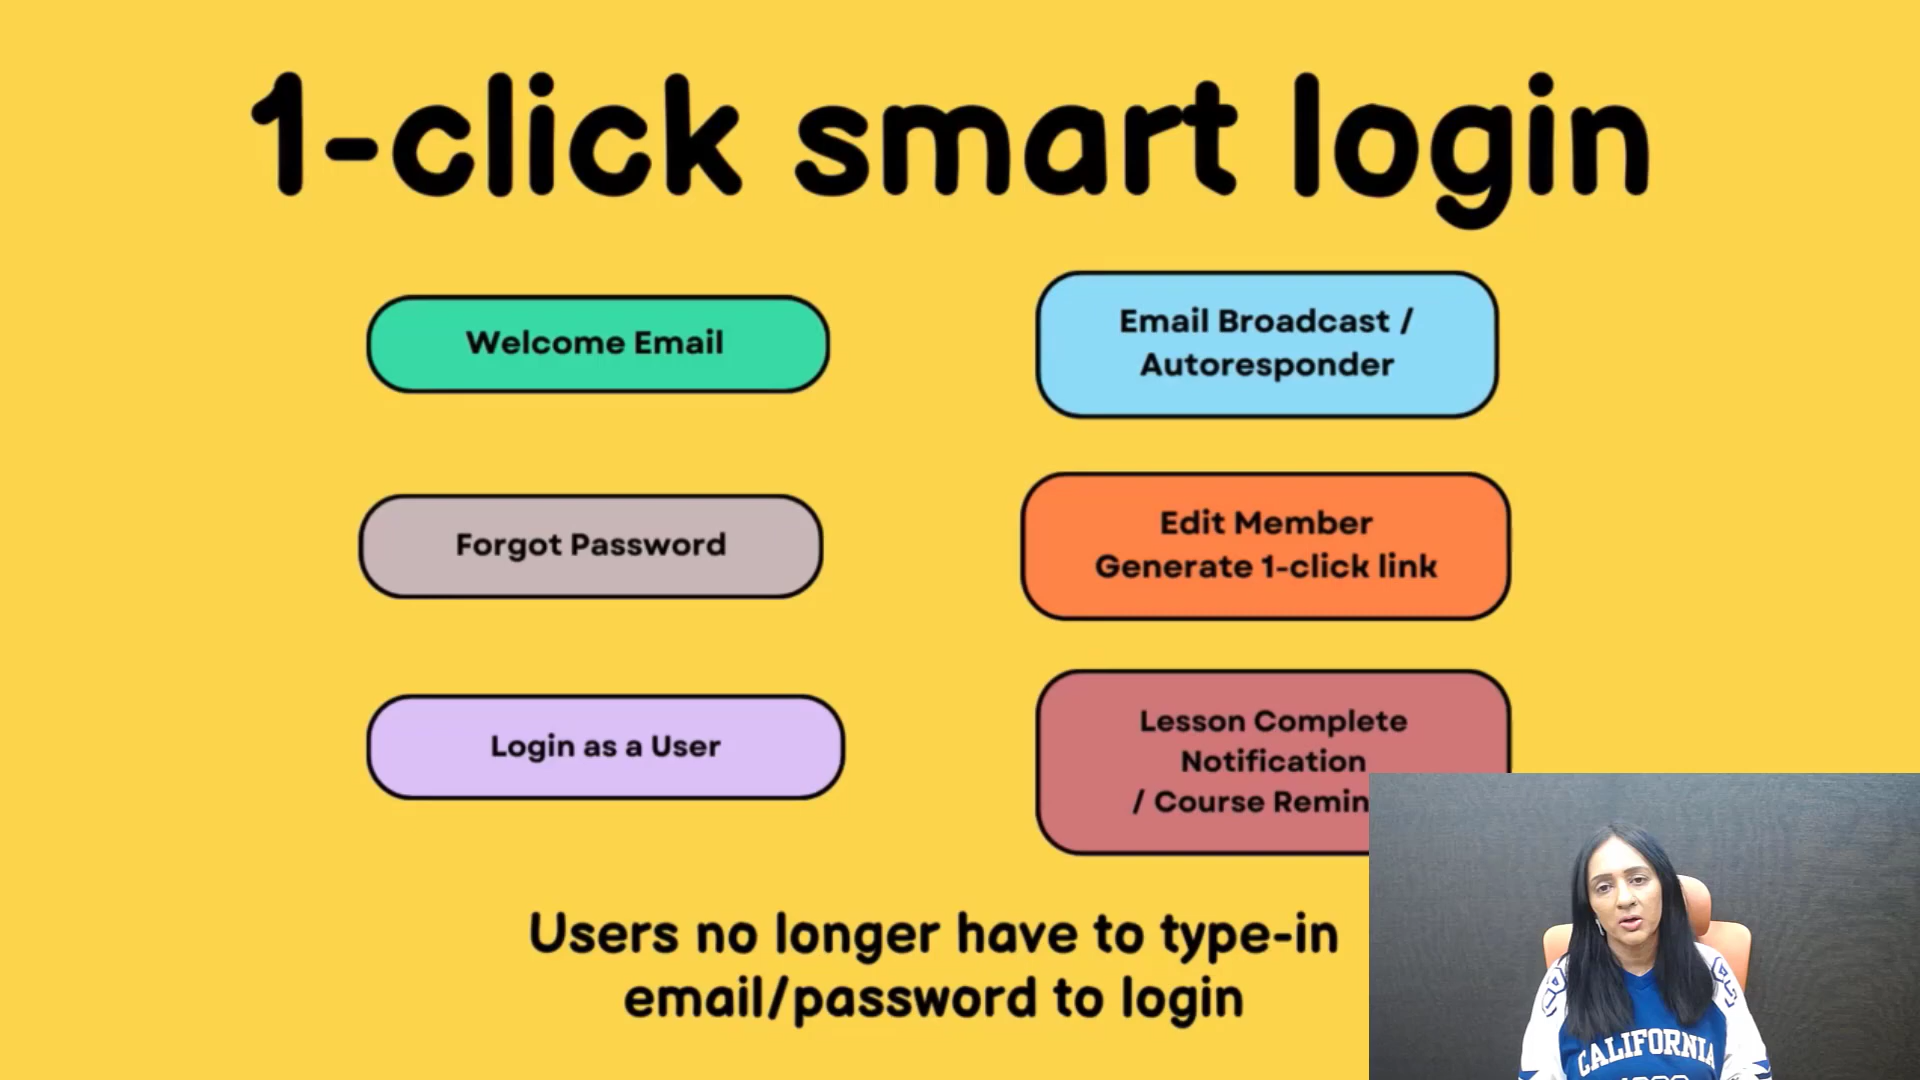 1-click smart login
Welcome Email
Email Broadcast /
Autoresponder
Forgot Password
Edit Member
Generate 1-click link
Login as a User
Lesson Complete
Notification
/ Course
Users no longer have to type-in
email/password to login
CALIFORNIA